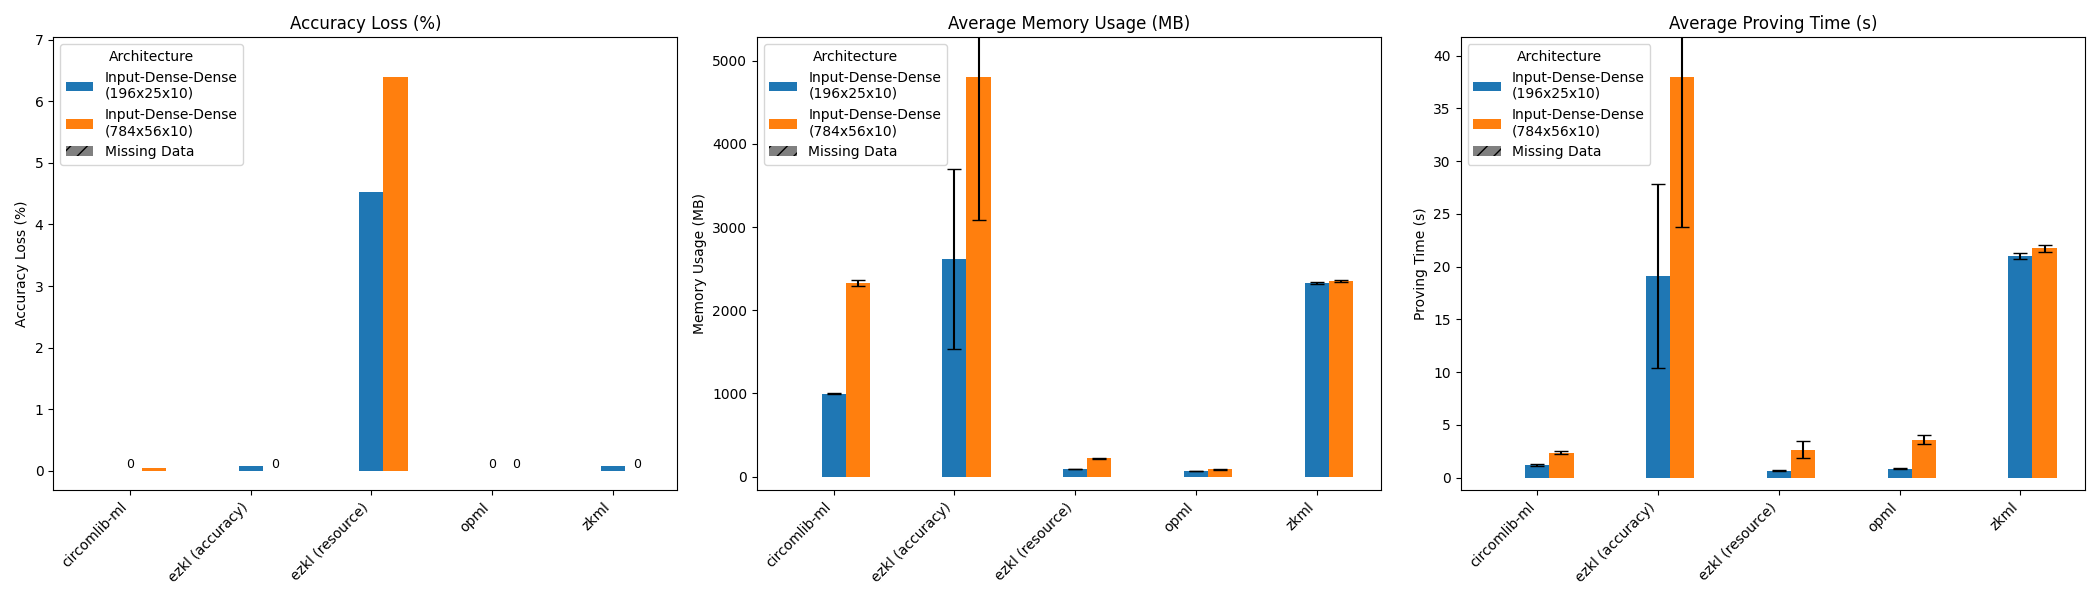 Accuracy Loss (%)
7
6
5
4
3
2
1
0
Accuracy Loss (%)
Architecture
Input-Dense-Dense
(196x25x10)
Input-Dense-Dense
(784x56x10)
Missing Data
0
0
0
0
0
circomlib-ml
ezkl (accuracy)
ezkl (resource)
opml
zkml
Average Memory Usage (MB)
5000
4000
3000
2000
1000
0
Memory Usage (MB)
Architecture
Input-Dense-Dense
(196x25x10)
Input-Dense-Dense
(784x56x10)
Missing Data
circomlib-ml
ezkl (accuracy)
ezkl (resource)
opml
zkml
Average Proving Time (s)
40
35
30
25
20
15
10
5
0
Proving Time (s)
Architecture
Input-Dense-Dense
(196x25x10)
Input-Dense-Dense
(784x56x10)
Missing Data
circomlib-ml
ezkl (accuracy)
ezkl (resource)
opml
zkml